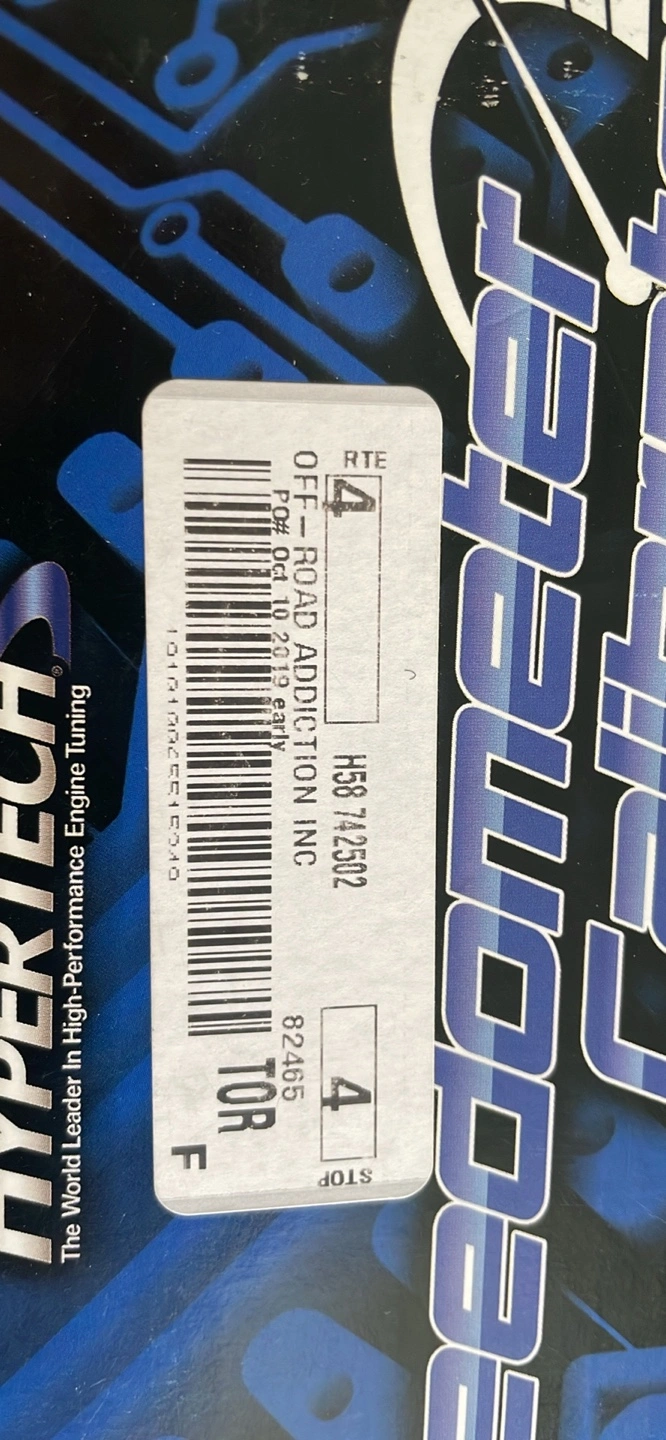 Speedometer
RTE
4
H58 742502
4
STOP
OFF-ROAD ADDICTION INC
82465
PO# Oct 10 2019 early
TOR
F
HYPERTECH®
The World Leader In High-Performance Engine Tuning